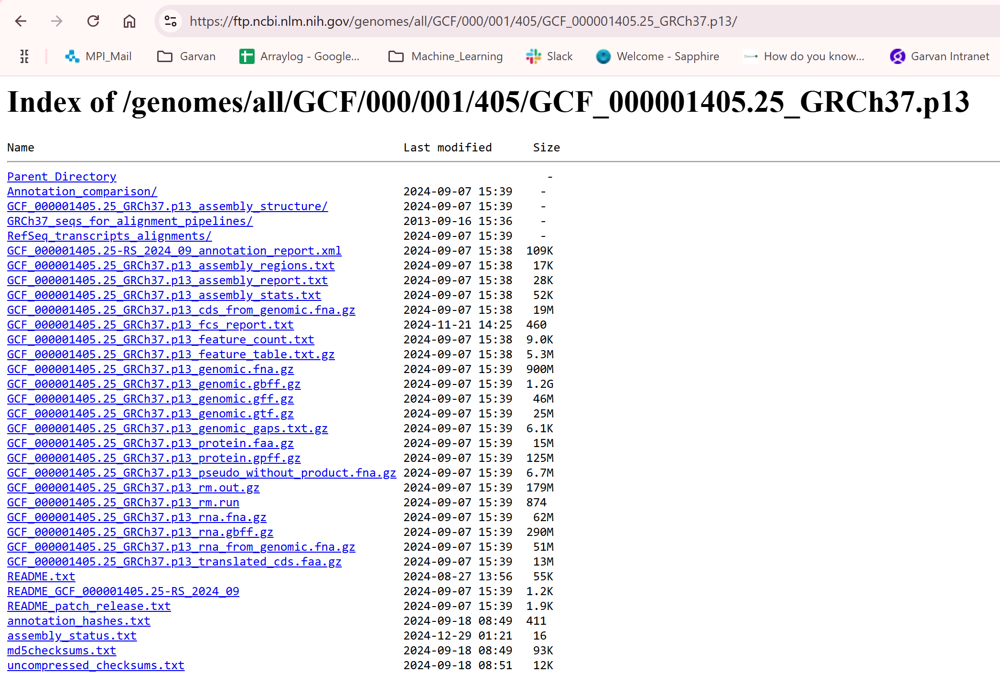 https://ftp.ncbi.nlm.nih.gov/genomes/all/GCF/000/001/405/GCF_000001405.25_GRCh37.p13/
MPI_Mail Garvan Arraylog - Google... Machine_Learning Slack Welcome - Sapphire How do you know... Garvan Intranet
Index of /genomes/all/GCF/000/001/405/GCF_000001405.25_GRCh37.p13
Name Last modified Size
Parent Directory -
Annotation_comparison/ 2024-09-07 15:39 -
GCF_000001405.25_GRCh37.p13_assembly_structure/ 2024-09-07 15:39 -
GRCh37_seqs_for_alignment_pipelines/ 2013-09-16 15:36 -
RefSeq_transcripts_alignments/ 2024-09-07 15:39 -
GCF_000001405.25-RS_2024_09_annotation_report.xml 2024-09-07 15:38 109K
GCF_000001405.25_GRCh37.p13_assembly_regions.txt 2024-09-07 15:38 17K
GCF_000001405.25_GRCh37.p13_assembly_report.txt 2024-09-07 15:38 28K
GCF_000001405.25_GRCh37.p13_assembly_stats.txt 2024-09-07 15:38 52K
GCF_000001405.25_GRCh37.p13_cds_from_genomic.fna.gz 2024-09-07 15:38 19M
GCF_000001405.25_GRCh37.p13_fcs_report.txt 2024-11-21 14:25 460
GCF_000001405.25_GRCh37.p13_feature_count.txt 2024-09-07 15:38 9.0K
GCF_000001405.25_GRCh37.p13_feature_table.txt.gz 2024-09-07 15:38 5.3M
GCF_000001405.25_GRCh37.p13_genomic.fna.gz 2024-09-07 15:39 900M
GCF_000001405.25_GRCh37.p13_genomic.gbff.gz 2024-09-07 15:39 1.2G
GCF_000001405.25_GRCh37.p13_genomic.gff.gz 2024-09-07 15:39 46M
GCF_000001405.25_GRCh37.p13_genomic.gtf.gz 2024-09-07 15:39 25M
GCF_000001405.25_GRCh37.p13_genomic_gaps.txt.gz 2024-09-07 15:39 6.1K
GCF_000001405.25_GRCh37.p13_protein.faa.gz 2024-09-07 15:39 15M
GCF_000001405.25_GRCh37.p13_protein.gpff.gz 2024-09-07 15:39 125M
GCF_000001405.25_GRCh37.p13_pseudo_without_product.fna.gz 2024-09-07 15:39 6.7M
GCF_000001405.25_GRCh37.p13_rm.out.gz 2024-09-07 15:39 179M
GCF_000001405.25_GRCh37.p13_rm.run 2024-09-07 15:39 874
GCF_000001405.25_GRCh37.p13_rna.fna.gz 2024-09-07 15:39 62M
GCF_000001405.25_GRCh37.p13_rna.gbff.gz 2024-09-07 15:39 290M
GCF_000001405.25_GRCh37.p13_rna_from_genomic.fna.gz 2024-09-07 15:39 51M
GCF_000001405.25_GRCh37.p13_translated_cds.faa.gz 2024-09-07 15:39 13M
README.txt 2024-08-27 13:56 55K
README_GCF_000001405.25-RS_2024_09 2024-09-07 15:39 1.2K
README_patch_release.txt 2024-09-07 15:39 1.9K
annotation_hashes.txt 2024-09-18 08:49 411
assembly_status.txt 2024-12-29 01:21 16
md5checksums.txt 2024-09-18 08:49 93K
uncompressed_checksums.txt 2024-09-18 08:51 12K